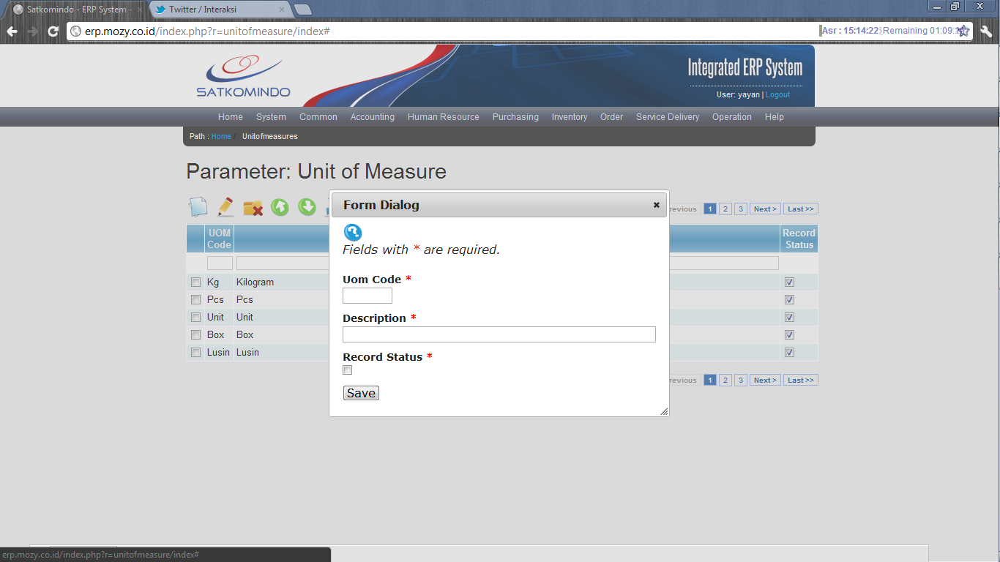 Satkomindo - ERP System -
Twitter / Interaksi
erp.mozy.co.id/index.php?r=unitofmeasure/index#
Asr : 15:14:22 Remaining 01:09:
SATKOMINDO
Integrated ERP System
User: yayan | Logout
Home System Common Accounting Human Resource Purchasing Inventory Order Service Delivery Operation Help
Path : Home / Unitofmeasures
Parameter: Unit of Measure
Form Dialog
revious 1 2 3 Next > Last >>
UOM Code
Record Status
Fields with * are required.
Kg Kilogram
Pcs Pcs
Unit Unit
Box Box
Lusin Lusin
Uom Code *
Description *
Record Status *
Save
revious 1 2 3 Next > Last >>
erp.mozy.co.id/index.php?r=unitofmeasure/index#